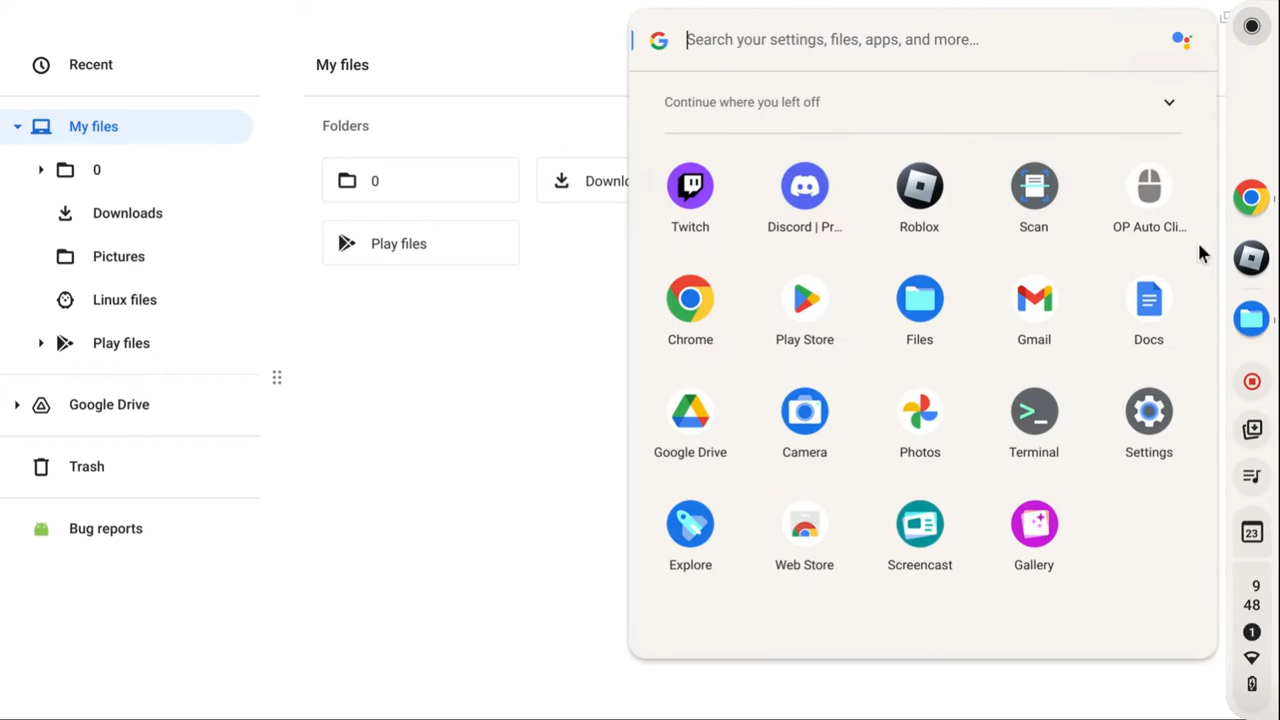 Recent
My files
0
Downloads
Pictures
Linux files
Play files
Google Drive
Trash
Bug reports
My files
Folders
0
Downlo
Play files
Search your settings, files, apps, and more...
Continue where you left off
Twitch
Discord | Pr...
Roblox
Scan
OP Auto Cli...
Chrome
Play Store
Files
Gmail
Docs
Google Drive
Camera
Photos
Terminal
Settings
Explore
Web Store
Screencast
Gallery
23
9
48
1